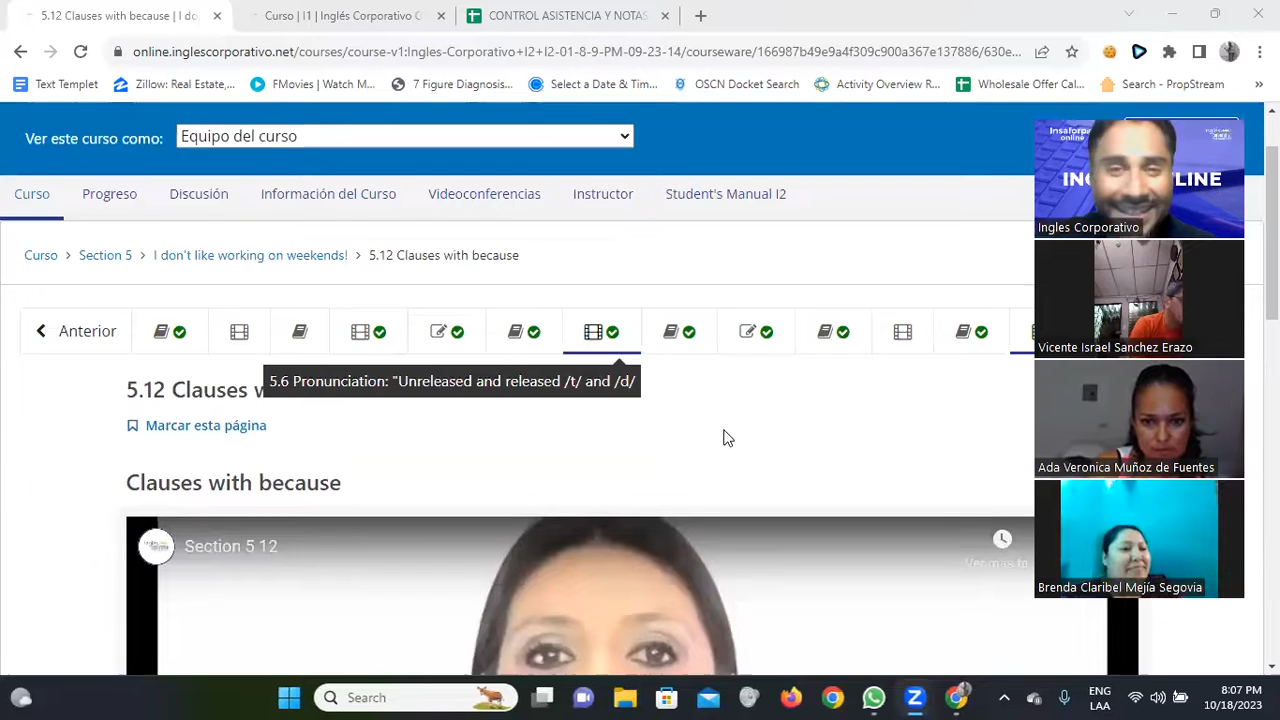 5.12 Clauses with because | I do
Curso | I1 | Inglés Corporativo O
CONTROL ASISTENCIA Y NOTAS
online.inglescorporativo.net/courses/course-v1:Ingles-Corporativo+I2+I2-01-8-9-PM-09-23-14/courseware/166987b49e9a4f309c900a367e137886/630e...
Text Templet
Zillow: Real Estate,...
FMovies | Watch M...
7 Figure Diagnosis...
Select a Date & Tim...
OSCN Docket Search
Activity Overview R...
Wholesale Offer Cal...
Search - PropStream
»
Ver este curso como:
Equipo del curso
Insaforp
online
Ingles Corporativo
Curso
Progreso
Discusión
Información del Curso
Videoconferencias
Instructor
Student's Manual I2
Curso > Section 5 > I don't like working on weekends! > 5.12 Clauses with because
Anterior
Vicente Israel Sanchez Erazo
5.12 Clauses w
5.6 Pronunciation: "Unreleased and released /t/ and /d/
Marcar esta página
Ada Veronica Muñoz de Fuentes
Clauses with because
Section 5 12
Brenda Claribel Mejía Segovia
Search
ENG
LAA
8:07 PM
10/18/2023